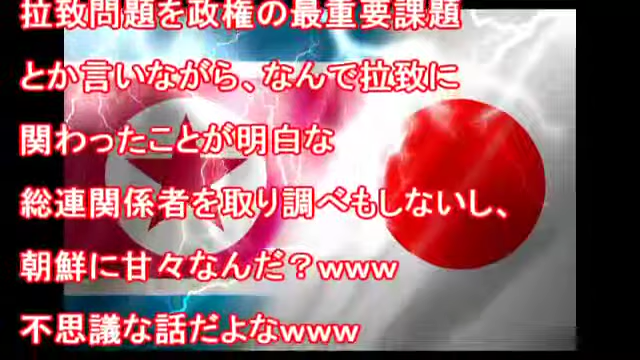 拉致問題を政権の最重要課題
とか言いながら、なんで拉致に
関わったことが明白な
総連関係者を取り調べもしないし、
朝鮮に甘々なんだ？ｗｗｗ
不思議な話だよなｗｗｗ